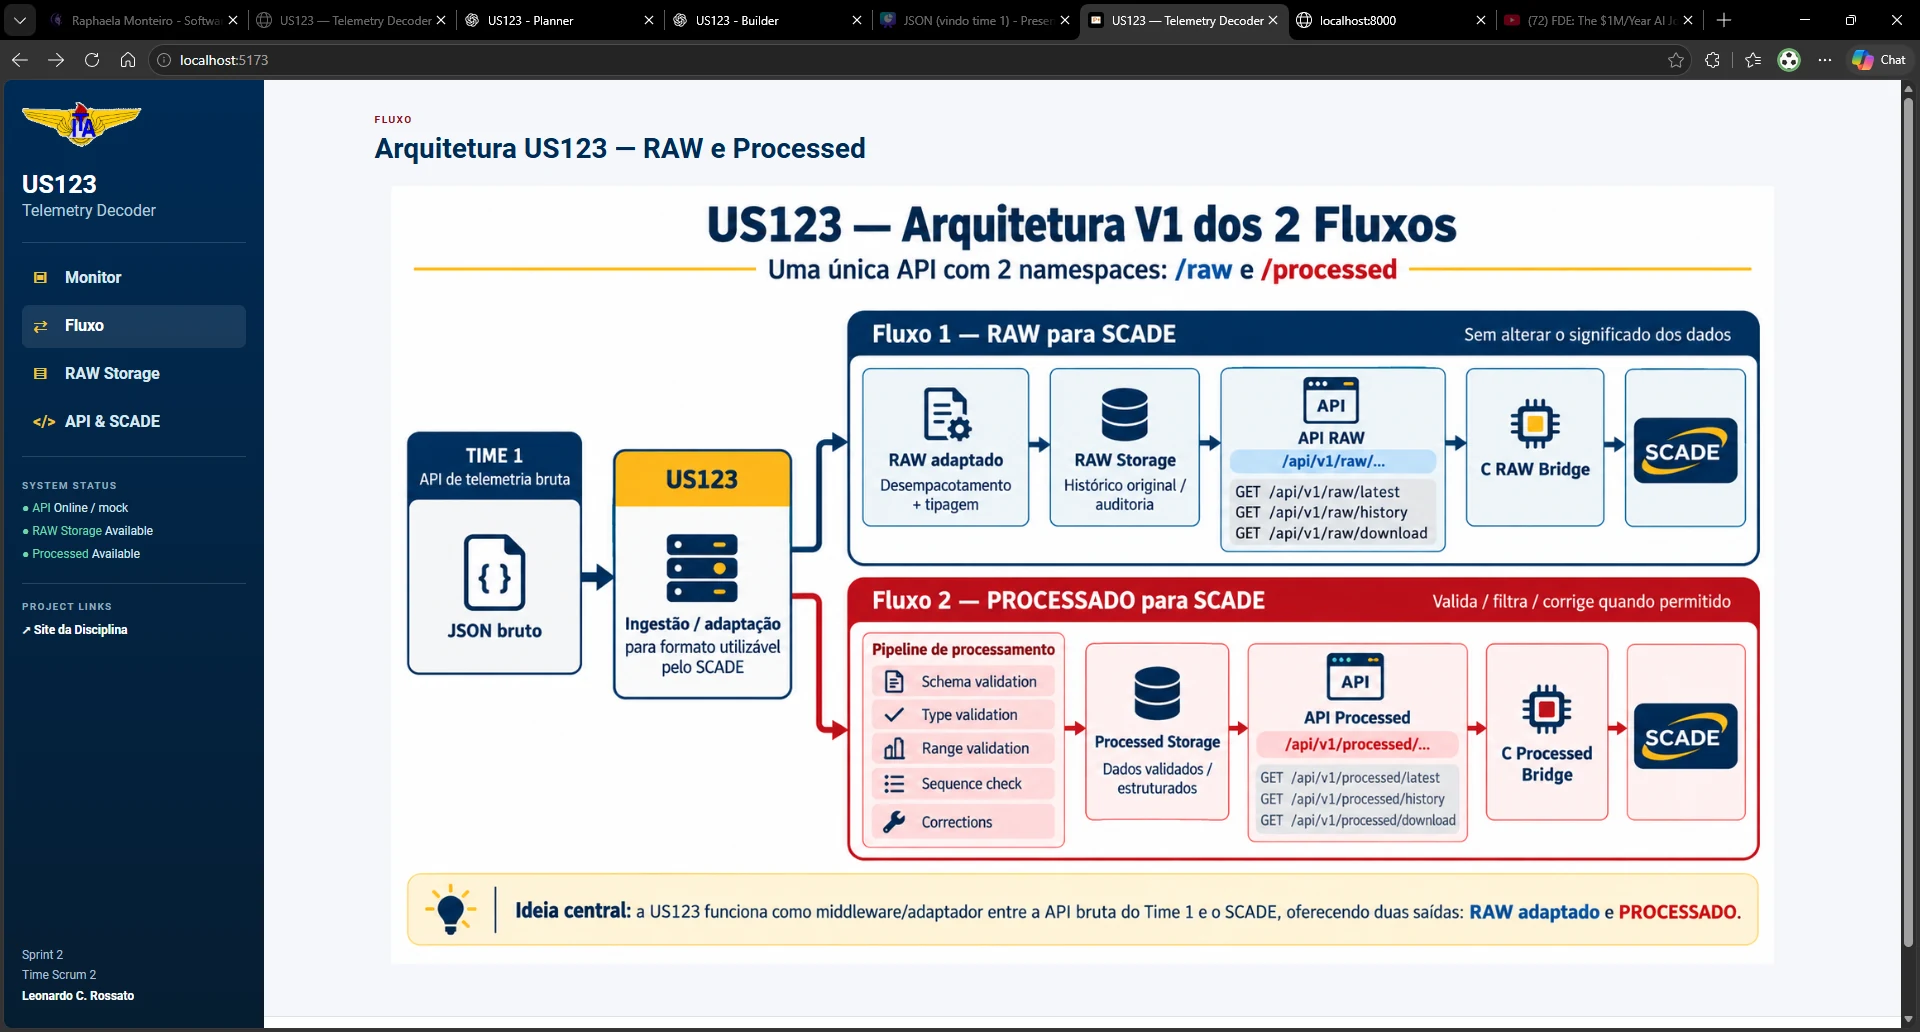 Raphaela Monteiro - Softwa
US123 — Telemetry Decoder
US123 - Planner
US123 - Builder
JSON (vindo time 1) - Presen
US123 — Telemetry Decoder
localhost:8000
(72) FDE: The $1M/Year AI Jo
localhost:5173
Chat
ITA
US123
Telemetry Decoder
Monitor
Fluxo
RAW Storage
</> API & SCADE
SYSTEM STATUS
• API Online / mock
• RAW Storage Available
• Processed Available
PROJECT LINKS
↗ Site da Disciplina
Sprint 2
Time Scrum 2
Leonardo C. Rossato
FLUXO
Arquitetura US123 — RAW e Processed
US123 — Arquitetura V1 dos 2 Fluxos
Uma única API com 2 namespaces: /raw e /processed
TIME 1
API de telemetria bruta
{ }
JSON bruto
US123
Ingestão / adaptação
para formato utilizável
pelo SCADE
Fluxo 1 — RAW para SCADE
Sem alterar o significado dos dados
RAW adaptado
Desempacotamento
+ tipagem
RAW Storage
Histórico original /
auditoria
API
API RAW
/api/v1/raw/...
GET /api/v1/raw/latest
GET /api/v1/raw/history
GET /api/v1/raw/download
C RAW Bridge
SCADE
Fluxo 2 — PROCESSADO para SCADE
Valida / filtra / corrige quando permitido
Pipeline de processamento
Schema validation
Type validation
Range validation
Sequence check
Corrections
Processed Storage
Dados validados /
estruturados
API
API Processed
/api/v1/processed/...
GET /api/v1/processed/latest
GET /api/v1/processed/history
GET /api/v1/processed/download
C Processed
Bridge
SCADE
Ideia central: a US123 funciona como middleware/adaptador entre a API bruta do Time 1 e o SCADE, oferecendo duas saídas: RAW adaptado e PROCESSADO.